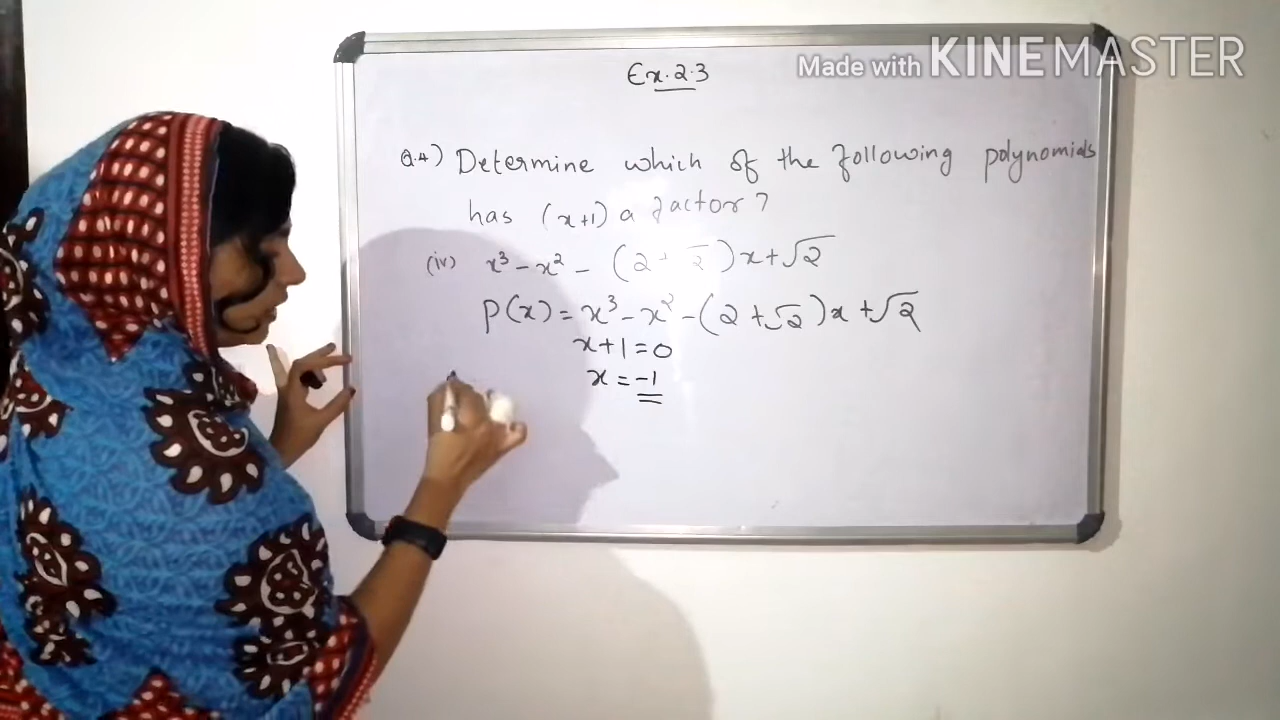 Made with KINEMASTER
Ex. 2.3
Q.4) Determine which of the following polynomials
has (x+1) a factor?
(iv) x³ - x² - (2 + √2)x + √2
P(x) = x³ - x² - (2 + √2)x + √2
x + 1 = 0
x = -1